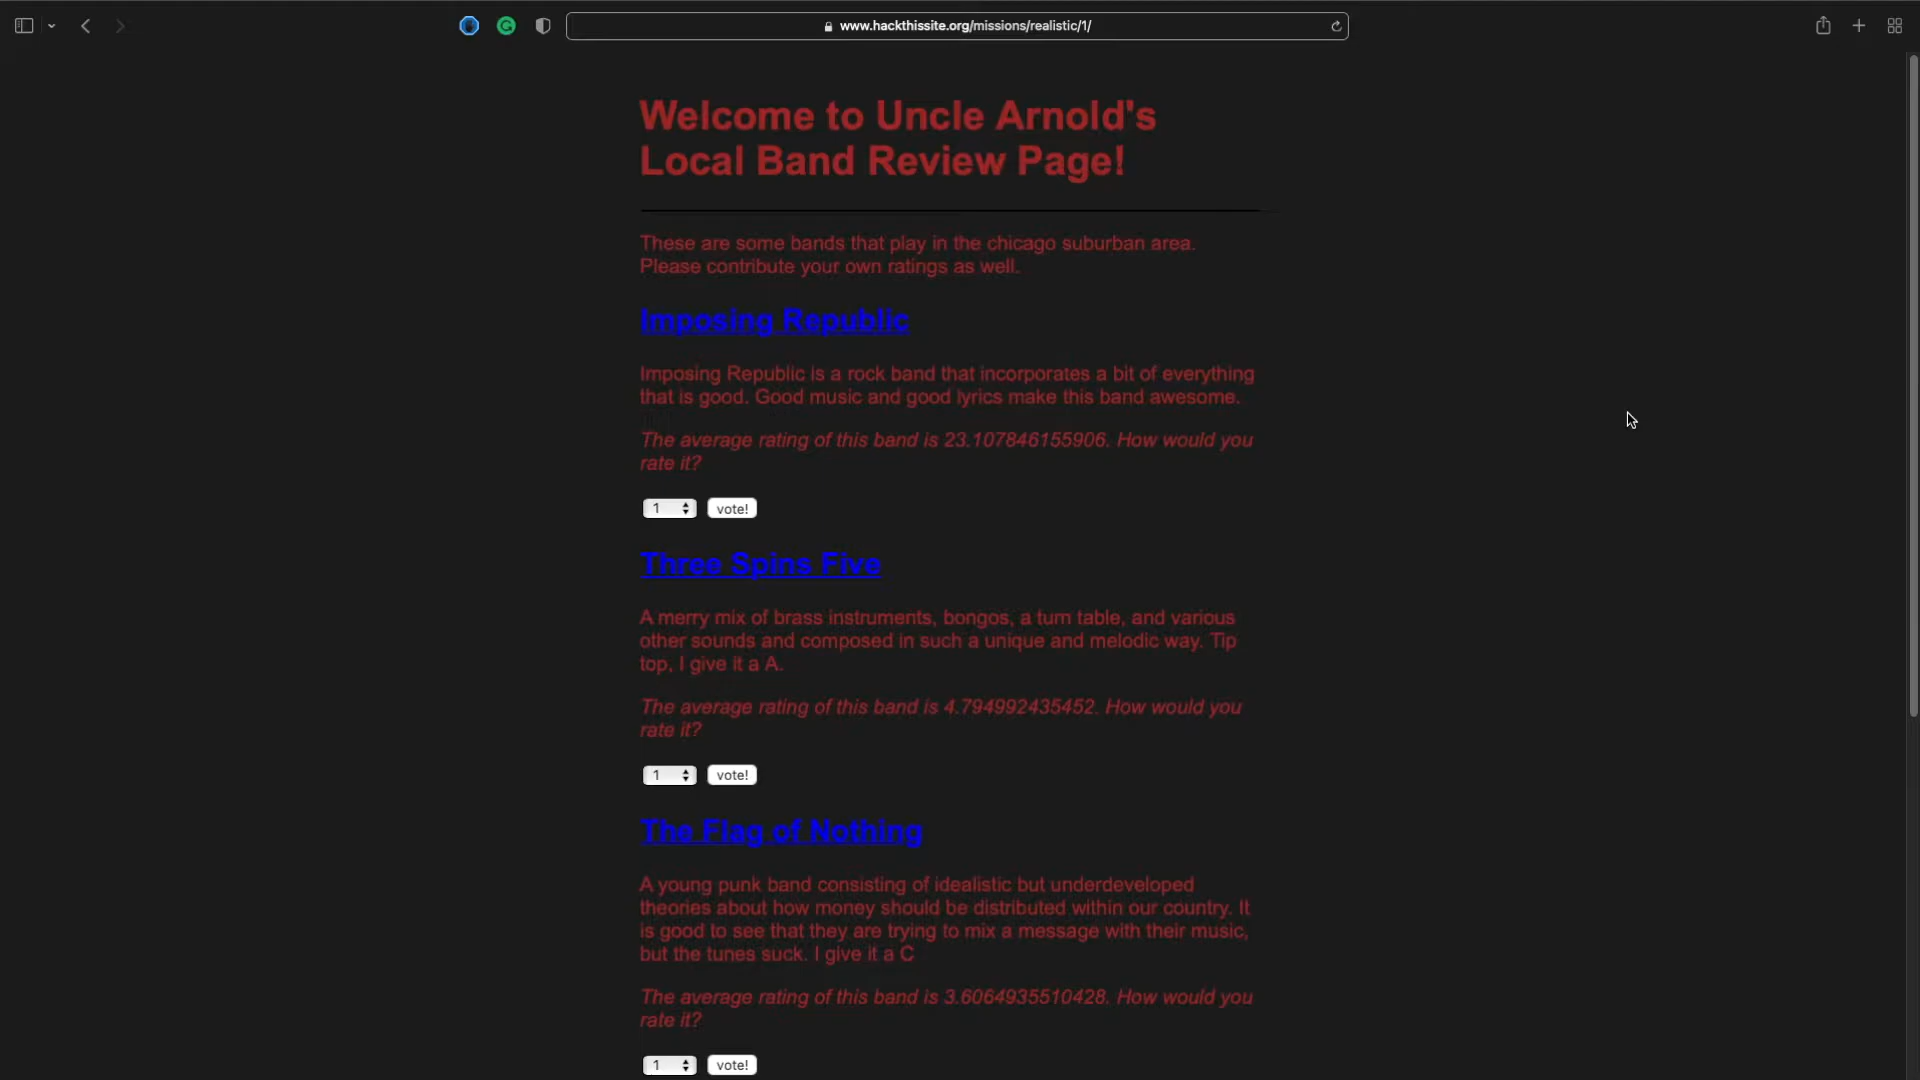 www.hackthissite.org/missions/realistic/1/
Welcome to Uncle Arnold's
Local Band Review Page!
These are some bands that play in the chicago suburban area.
Please contribute your own ratings as well.
Imposing Republic
Imposing Republic is a rock band that incorporates a bit of everything
that is good. Good music and good lyrics make this band awesome.
The average rating of this band is 23.107846155906. How would you
rate it?
1 vote!
Three Spins Five
A merry mix of brass instruments, bongos, a turn table, and various
other sounds and composed in such a unique and melodic way. Tip
top, I give it a A.
The average rating of this band is 4.794992435452. How would you
rate it?
1 vote!
The Flag of Nothing
A young punk band consisting of idealistic but underdeveloped
theories about how money should be distributed within our country. It
is good to see that they are trying to mix a message with their music,
but the tunes suck. I give it a C
The average rating of this band is 3.6064935510428. How would you
rate it?
1 vote!